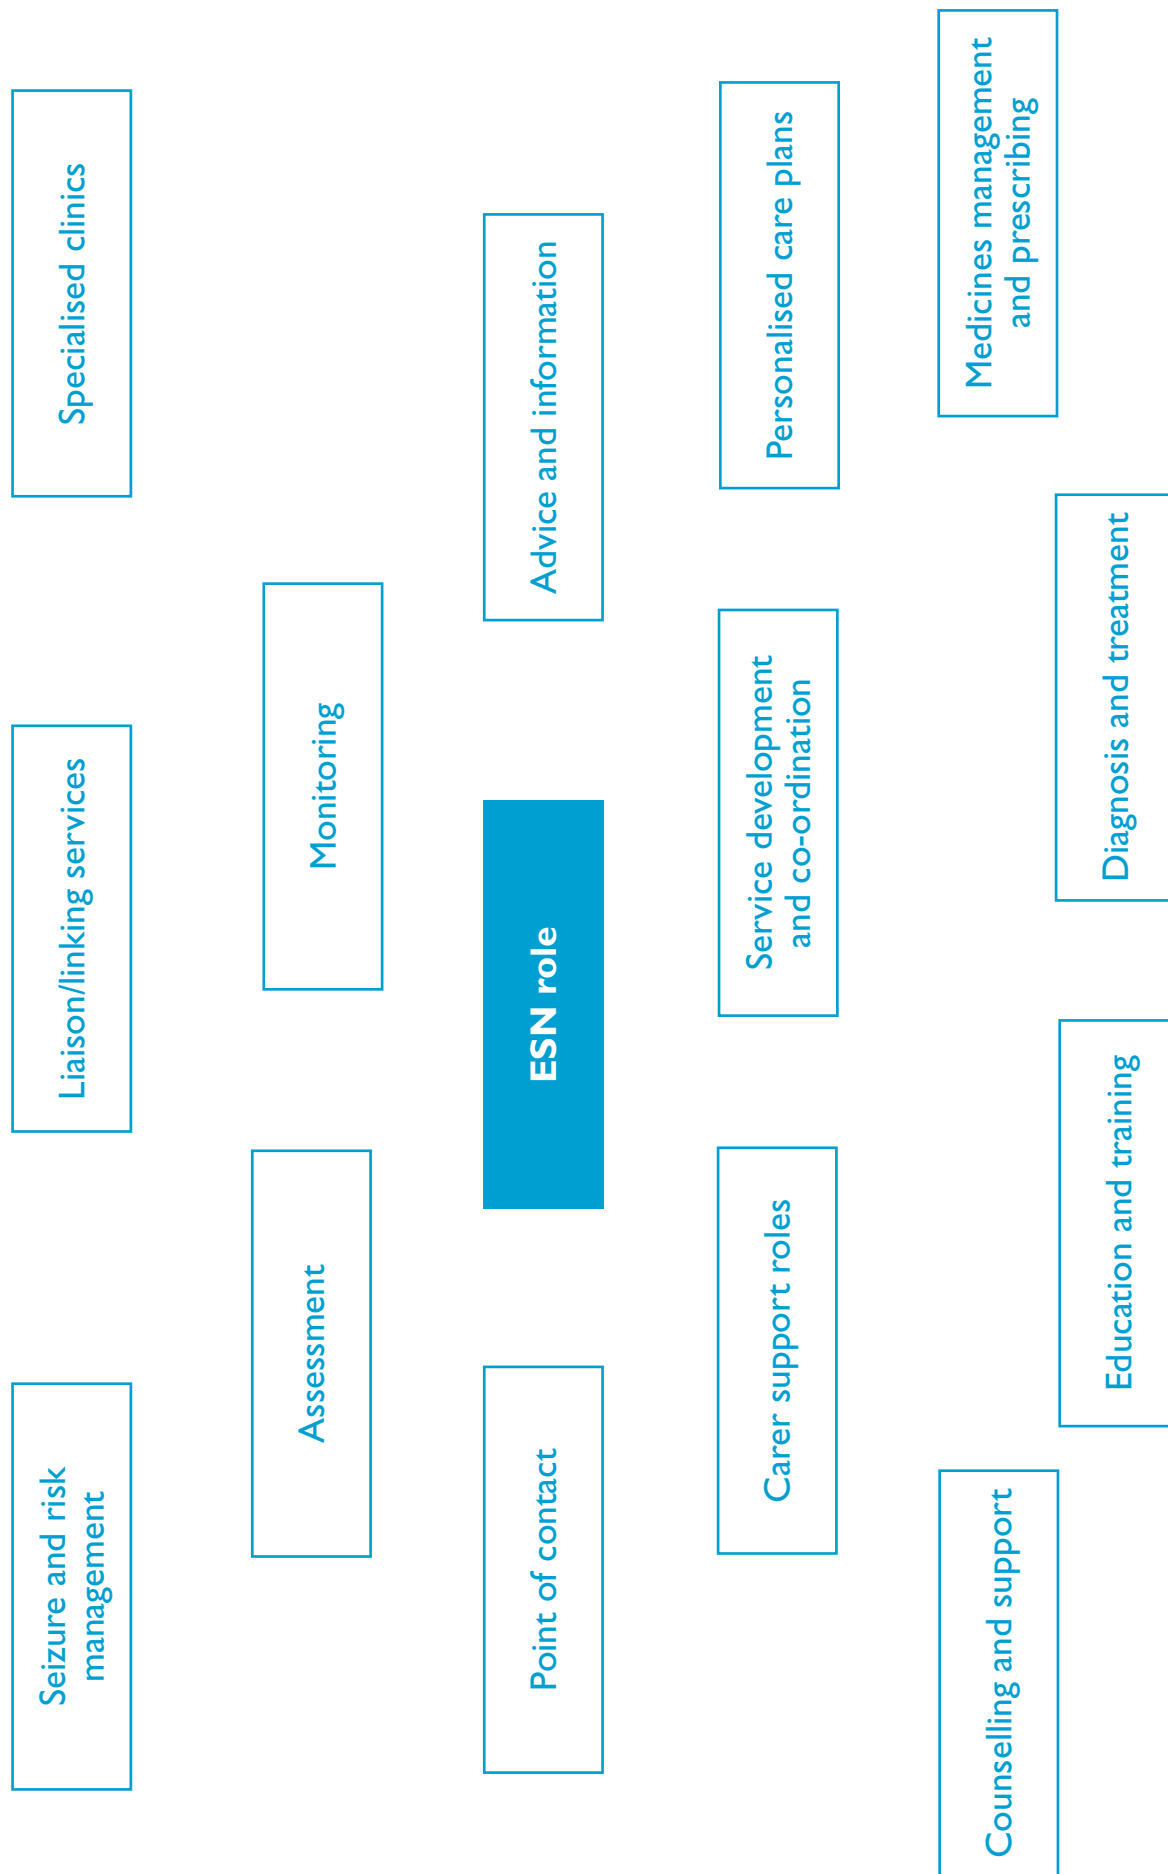 Seizure and risk
management
Liaison/linking services
Specialised clinics
Assessment
Monitoring
Point of contact
ESN role
Advice and information
Carer support roles
Service development
and co-ordination
Personalised care plans
Counselling and support
Medicines management
and prescribing
Education and training
Diagnosis and treatment